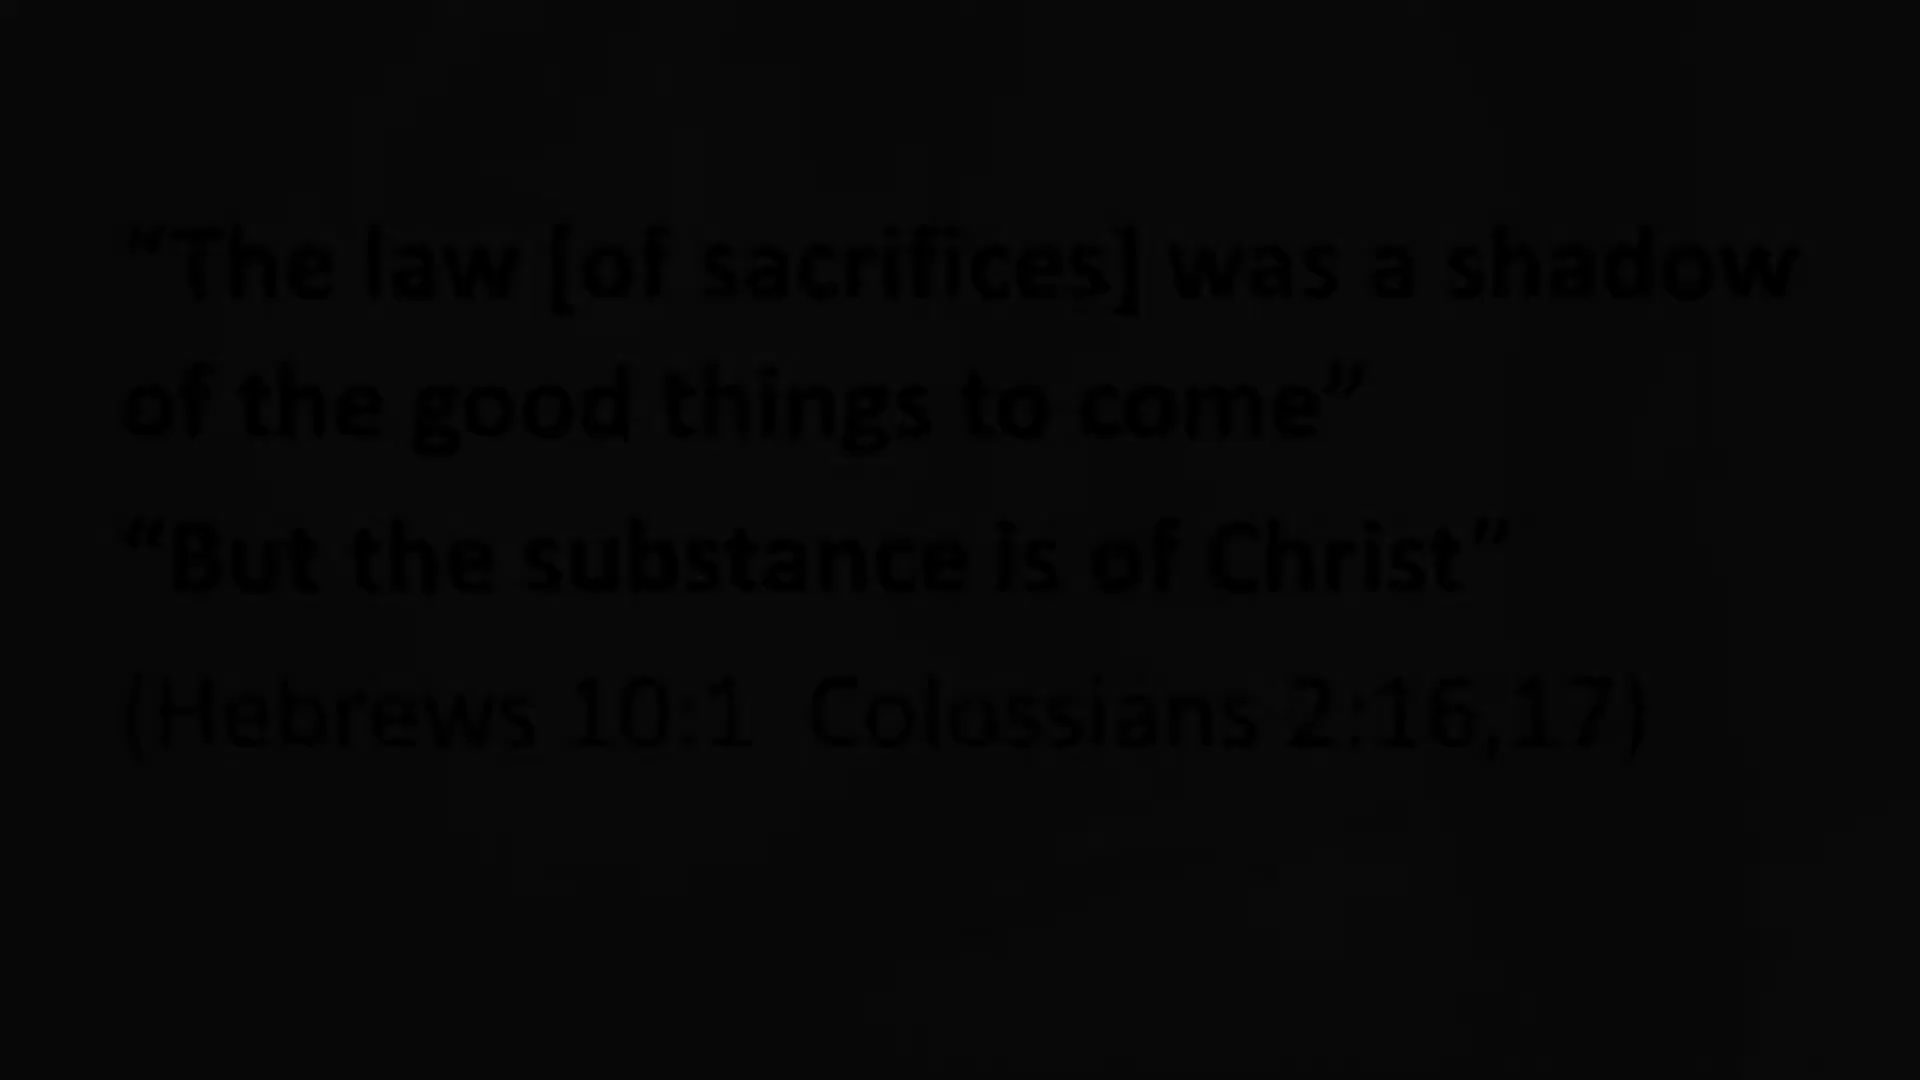 “The law [of sacrifices] was a shadow
of the good things to come”
“But the substance is of Christ”
(Hebrews 10:1  Colossians 2:16,17)